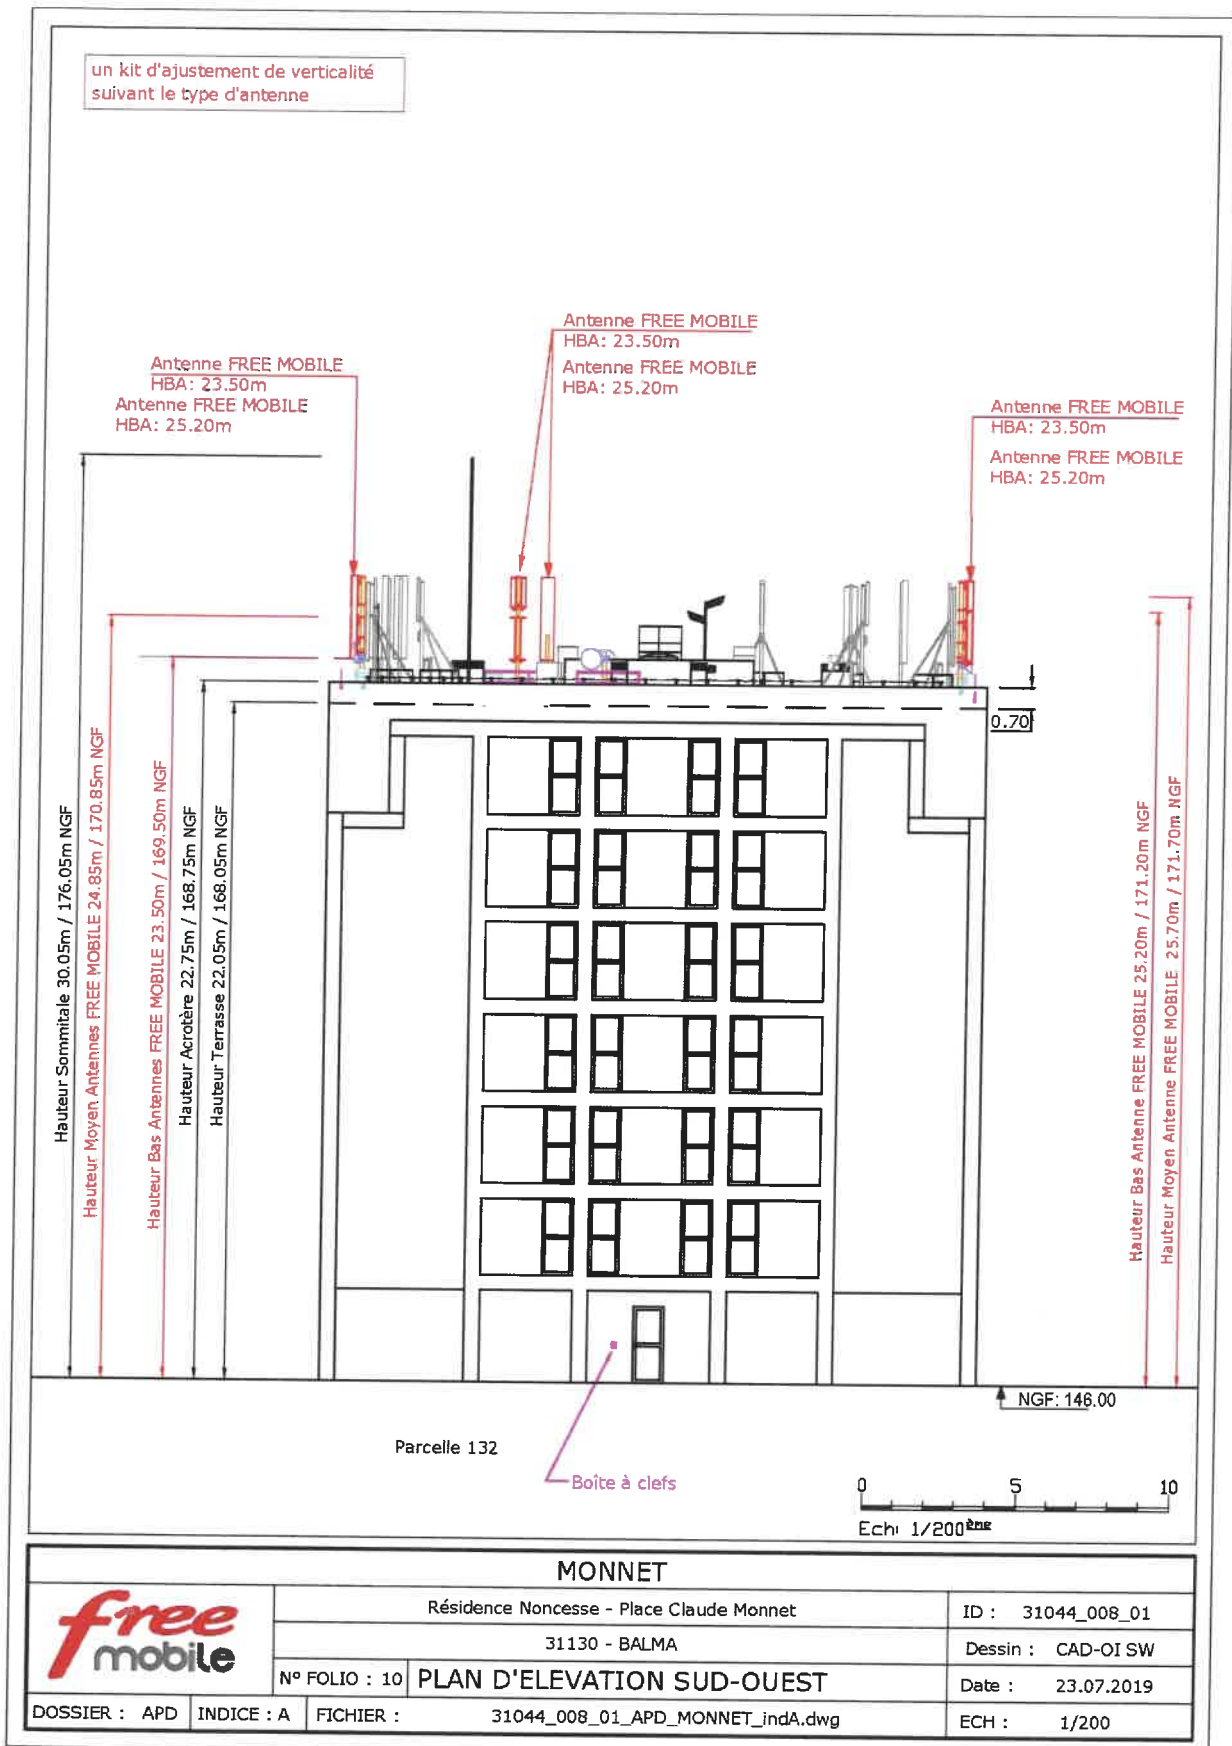 un kit d'ajustement de verticalité
suivant le type d'antenne
Antenne FREE MOBILE
HBA: 23.50m
Antenne FREE MOBILE
HBA: 25.20m
Antenne FREE MOBILE
HBA: 23.50m
Antenne FREE MOBILE
HBA: 25.20m
Antenne FREE MOBILE
HBA: 23.50m
Antenne FREE MOBILE
HBA: 25.20m
0.70
Hauteur Sommitale 30.05m / 176.05m NGF
Hauteur Moyen Antennes FREE MOBILE 24.85m / 170.85m NGF
Hauteur Bas Antennes FREE MOBILE 23.50m / 169.50m NGF
Hauteur Acrotère 22.75m / 168.75m NGF
Hauteur Terrasse 22.05m / 168.05m NGF
Hauteur Bas Antenne FREE MOBILE 25.20m / 171.20m NGF
Hauteur Moyen Antenne FREE MOBILE 25.70m / 171.70m NGF
NGF: 146.00
Parcelle 132
Boîte à clefs
0 5 10
Ech: 1/200ème
MONNET
free mobile
Résidence Noncesse - Place Claude Monnet
ID : 31044_008_01
31130 - BALMA
Dessin : CAD-OI SW
N° FOLIO : 10
PLAN D'ELEVATION SUD-OUEST
Date : 23.07.2019
DOSSIER : APD
INDICE : A
FICHIER : 31044_008_01_APD_MONNET_indA.dwg
ECH : 1/200